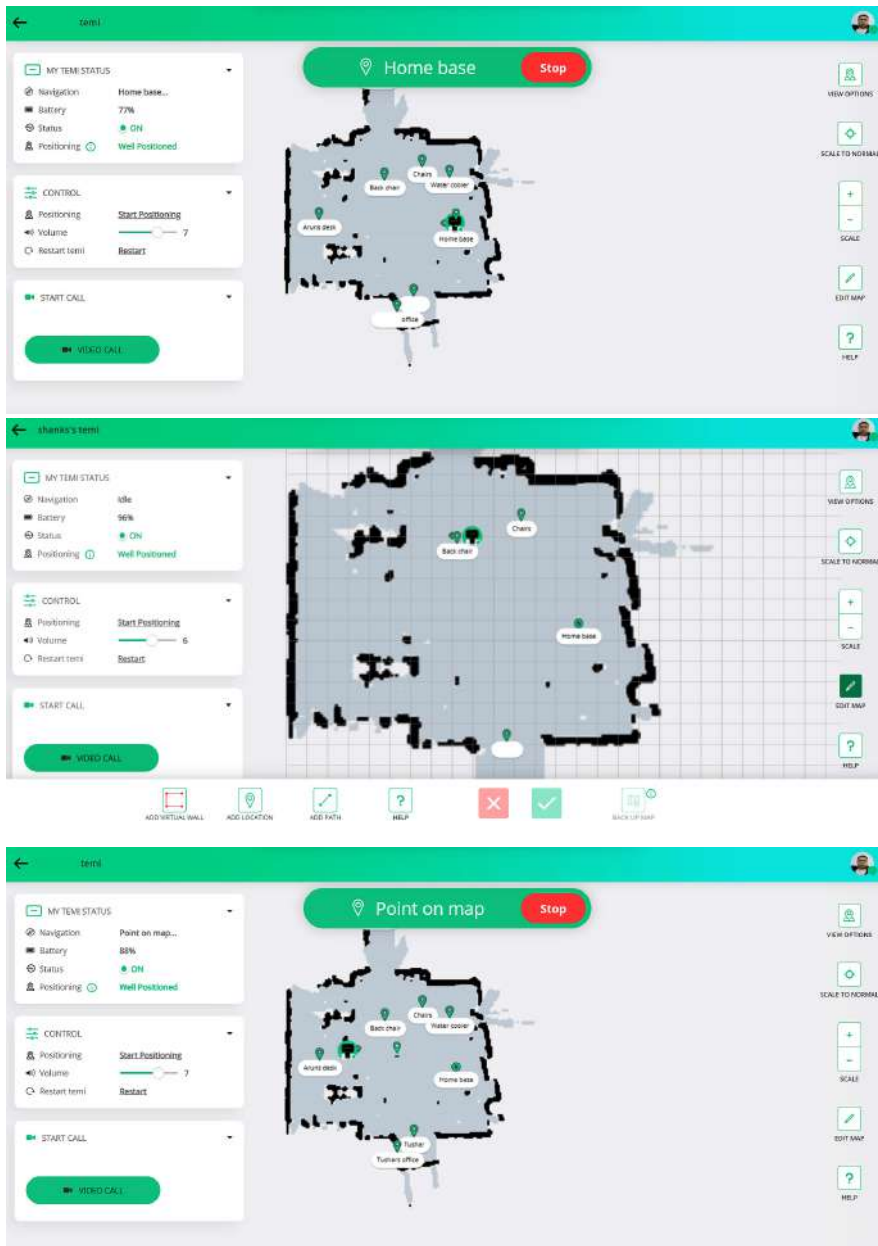 temi
MY TEMI STATUS
Navigation Home base...
Battery 77%
Status ON
Positioning Well Positioned
CONTROL
Positioning Start Positioning
Volume 7
Restart temi Restart
START CALL
VIDEO CALL
Home base Stop
Chairs
Back chair Water cooler
Aruns desk
Home base
office
VIEW OPTIONS
SCALE TO NORMAL
+
−
SCALE
EDIT MAP
?
HELP
shanks's temi
MY TEMI STATUS
Navigation Idle
Battery 96%
Status ON
Positioning Well Positioned
CONTROL
Positioning Start Positioning
Volume 6
Restart temi Restart
START CALL
VIDEO CALL
Chairs
Back chair
Home base
VIEW OPTIONS
SCALE TO NORMAL
+
−
SCALE
EDIT MAP
?
HELP
ADD VIRTUAL WALL ADD LOCATION ADD PATH HELP BACK UP MAP
temi
MY TEMI STATUS
Navigation Point on map...
Battery 88%
Status ON
Positioning Well Positioned
CONTROL
Positioning Start Positioning
Volume 7
Restart temi Restart
START CALL
VIDEO CALL
Point on map Stop
Chairs
Back chair Water cooler
Aruns desk
Home base
Tusher
Tushers office
VIEW OPTIONS
SCALE TO NORMAL
+
−
SCALE
EDIT MAP
?
HELP